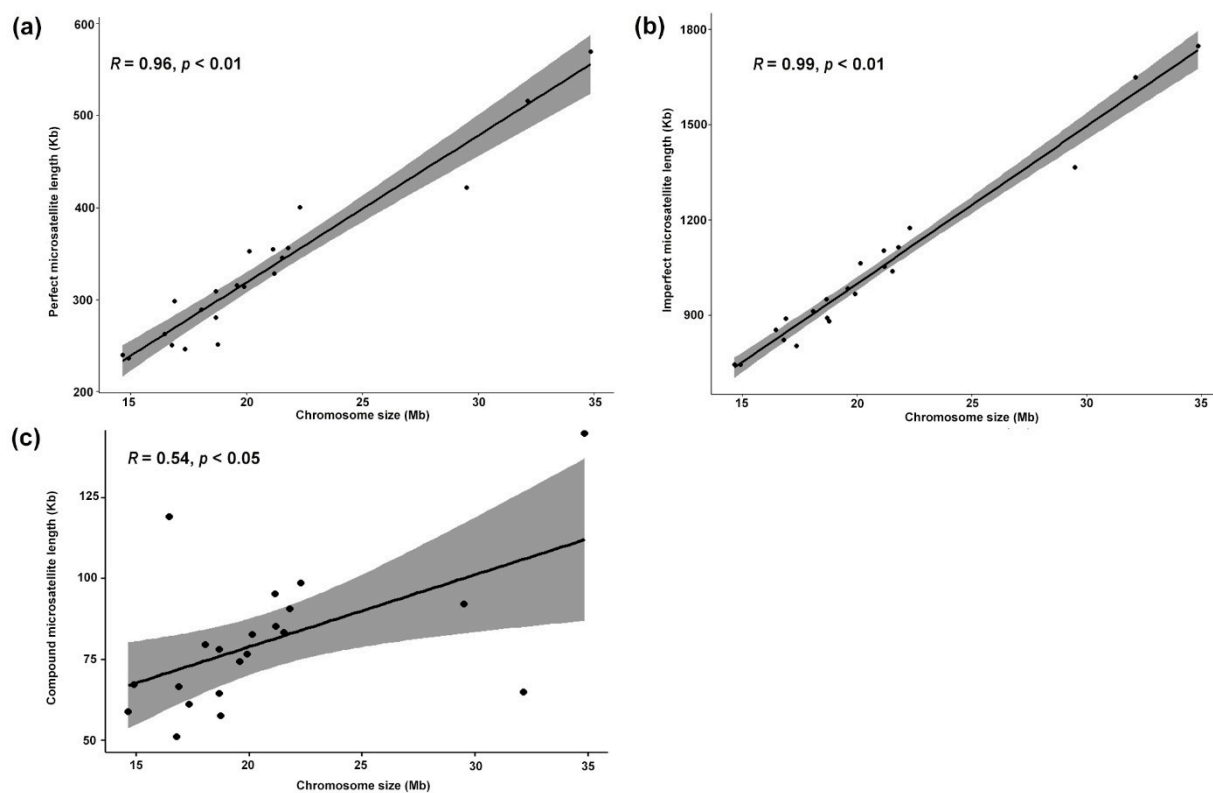 (a)
R = 0.96, p < 0.01
Perfect microsatellite length (Kb)
600
500
400
300
200
15 20 25 30 35
Chromosome size (Mb)
(b)
R = 0.99, p < 0.01
Imperfect microsatellite length (Kb)
1800
1500
1200
900
15 20 25 30 35
Chromosome size (Mb)
(c)
R = 0.54, p < 0.05
Compound microsatellite length (Kb)
125
100
75
50
15 20 25 30 35
Chromosome size (Mb)